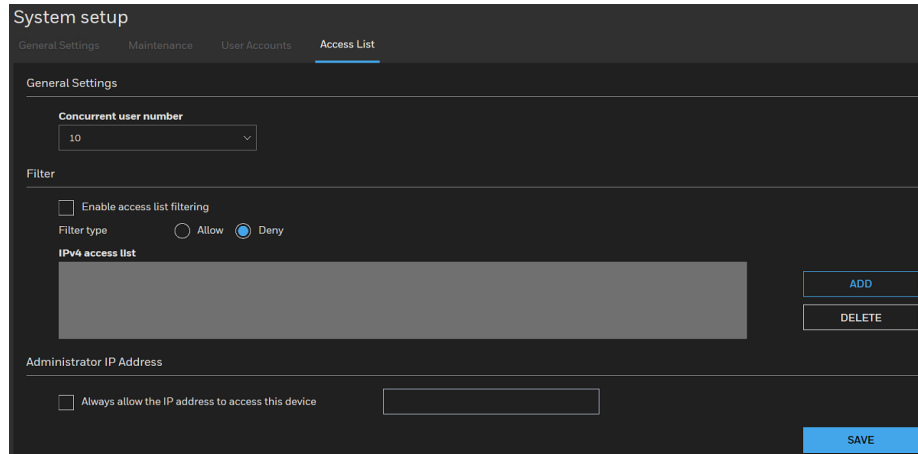 System setup
General Settings Maintenance User Accounts Access List
General Settings
Concurrent user number
10
Filter
Enable access list filtering
Filter type Allow Deny
IPv4 access list
ADD
DELETE
Administrator IP Address
Always allow the IP address to access this device
SAVE